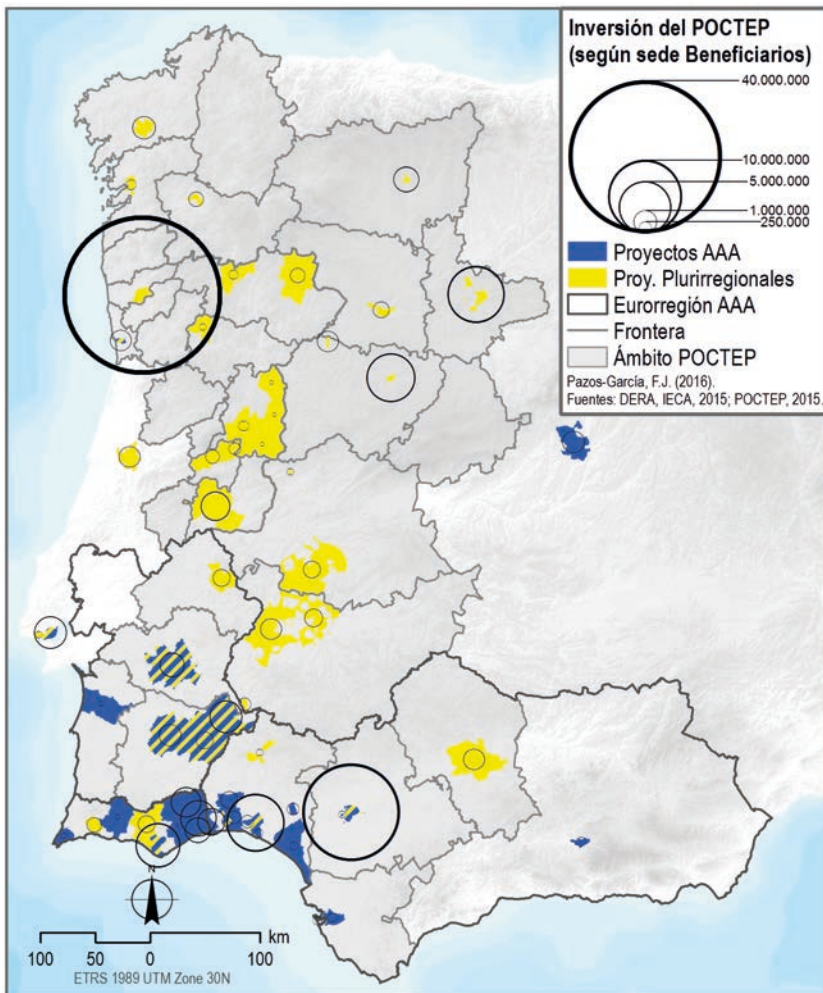 Inversión del POCTEP
(según sede Beneficiarios)
40.000.000
10.000.000
5.000.000
1.000.000
250.000
Proyectos AAA
Proy. Plurirregionales
Eurorregión AAA
Frontera
Ámbito POCTEP
Pazos-García, F.J. (2016).
Fuentes: DERA, IECA, 2015; POCTEP, 2015.
N
km
100 50 0 100
ETRS 1989 UTM Zone 30N